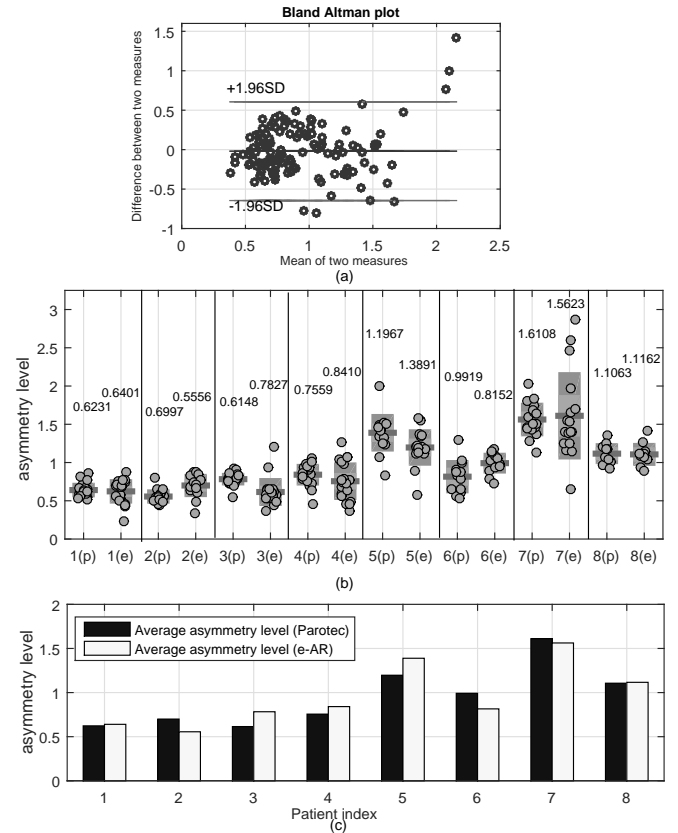 Bland Altman plot
Difference between two measures
1.5
1
0.5
0
-0.5
-1
+1.96SD
-1.96SD
0 0.5 1 1.5 2 2.5
Mean of two measures
(a)
asymmetry level
3
2.5
2
1.5
1
0.5
0
0.6231 0.6401 0.6997 0.5556 0.6148 0.7827 0.7559 0.8410 1.1967 1.3891 0.9919 0.8152 1.6108 1.5623 1.1063 1.1162
1(p) 1(e) 2(p) 2(e) 3(p) 3(e) 4(p) 4(e) 5(p) 5(e) 6(p) 6(e) 7(p) 7(e) 8(p) 8(e)
(b)
asymmetry level
2
1.5
1
0.5
0
Average asymmetry level (Parotec)
Average asymmetry level (e-AR)
1 2 3 4 5 6 7 8
Patient index
(c)